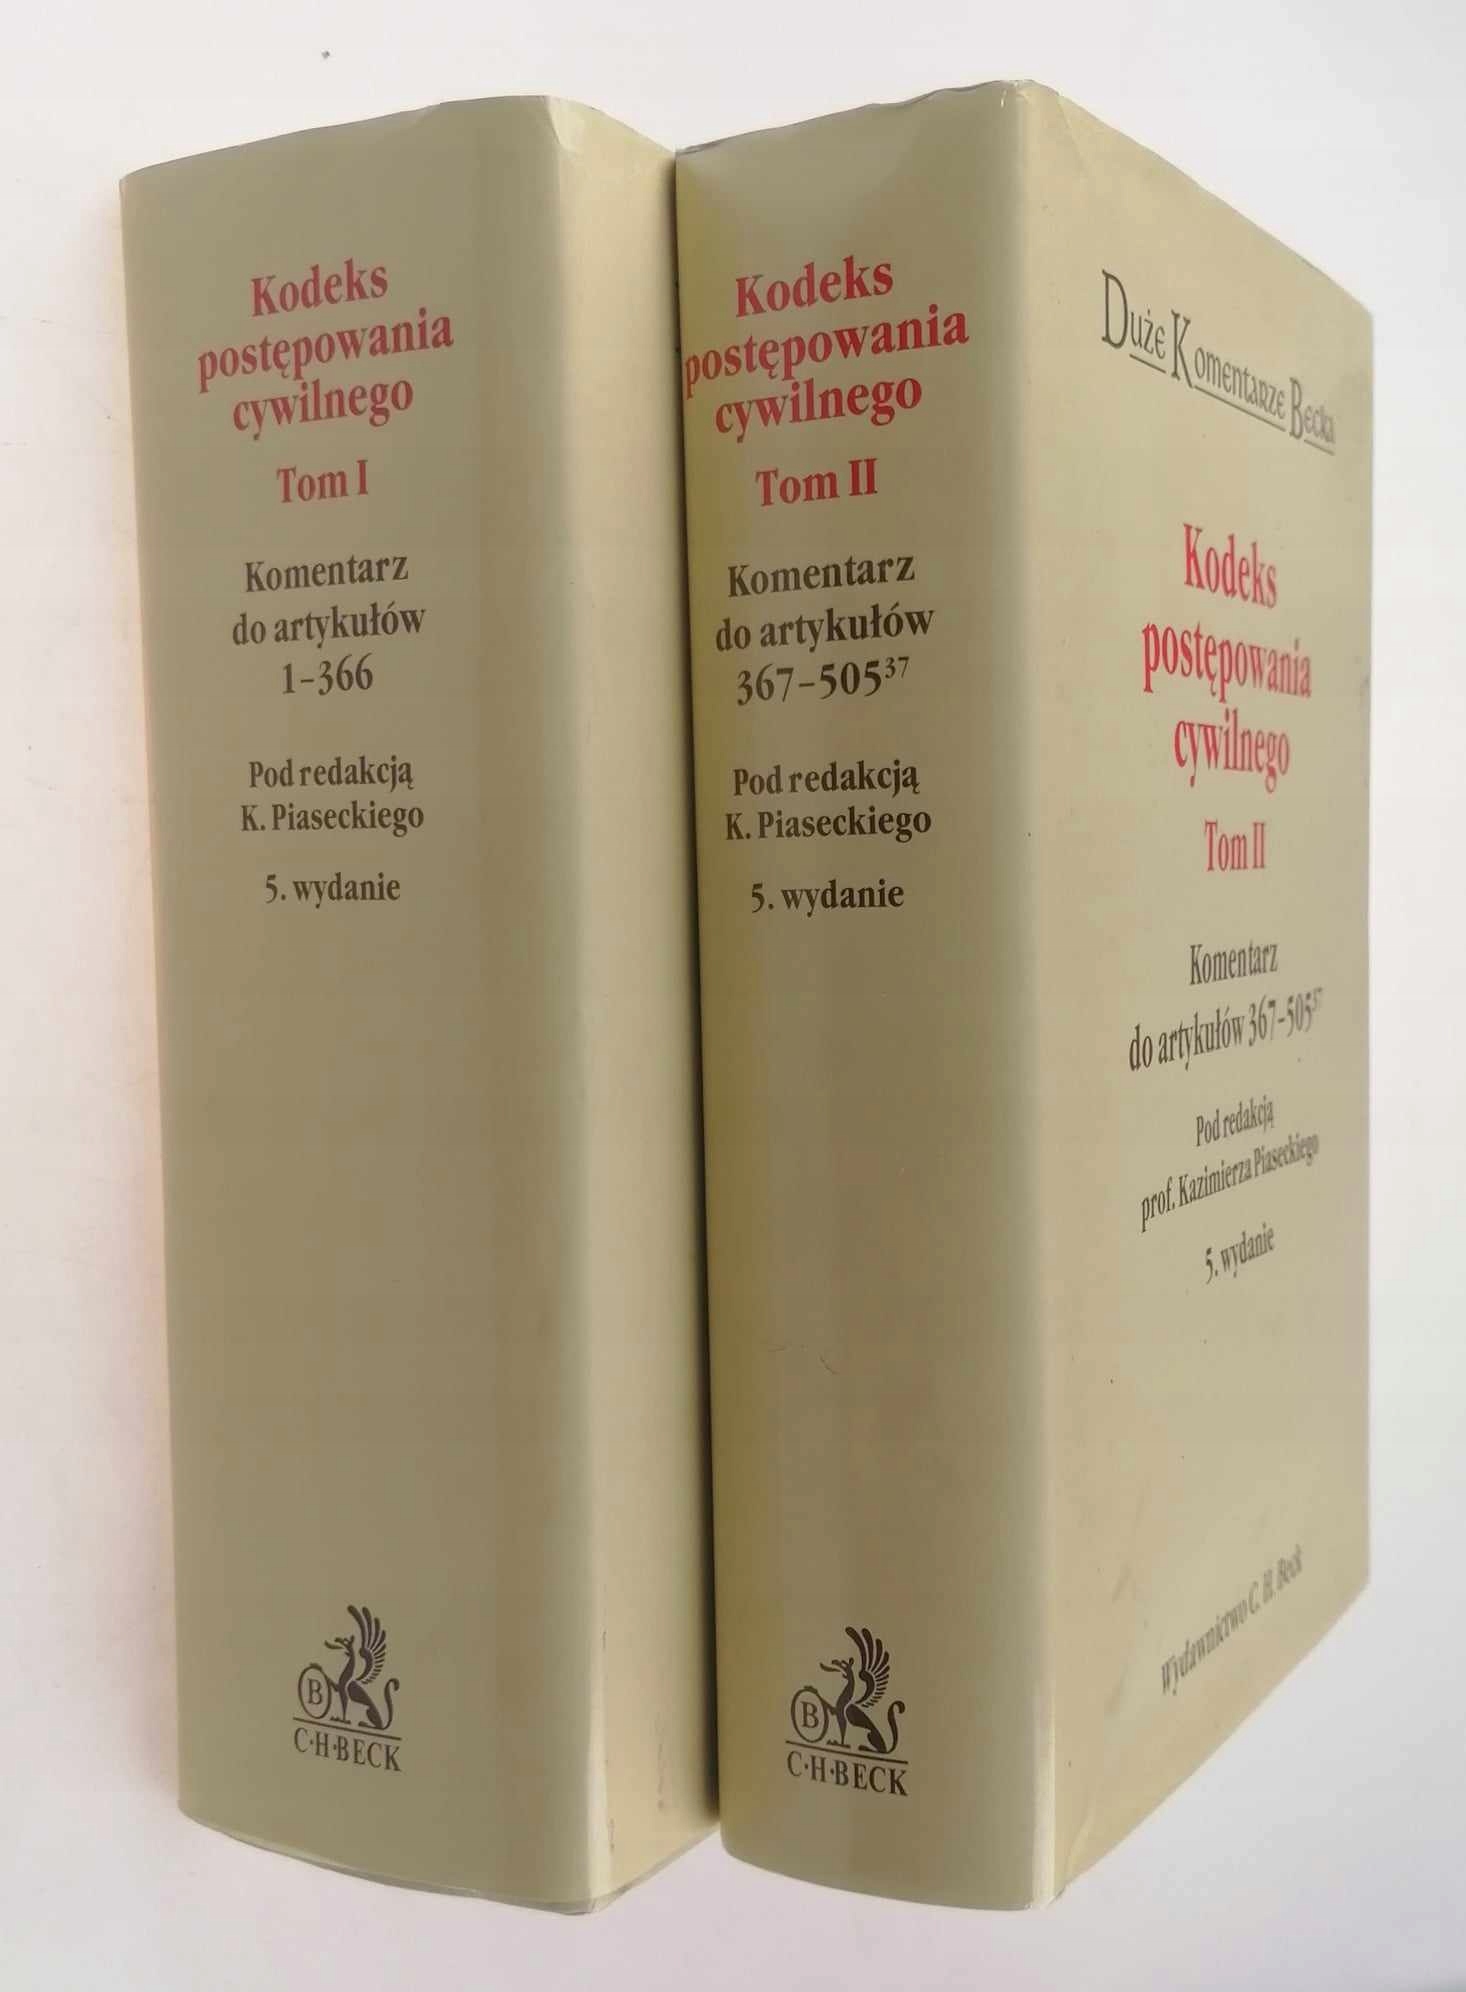 Kodeks
postępowania
cywilnego
Tom I
Komentarz
do artykułów
1–366
Pod redakcją
K. Piaseckiego
5. wydanie
B
C·H·BECK
Kodeks
postępowania
cywilnego
Tom II
Komentarz
do artykułów
367–505³⁷
Pod redakcją
K. Piaseckiego
5. wydanie
B
C·H·BECK
Duże Komentarze Becka
Kodeks
postępowania
cywilnego
Tom II
Komentarz
do artykułów 367–505³⁷
Pod redakcją
prof. Kazimierza Piaseckiego
5. wydanie
Wydawnictwo C. H. Beck